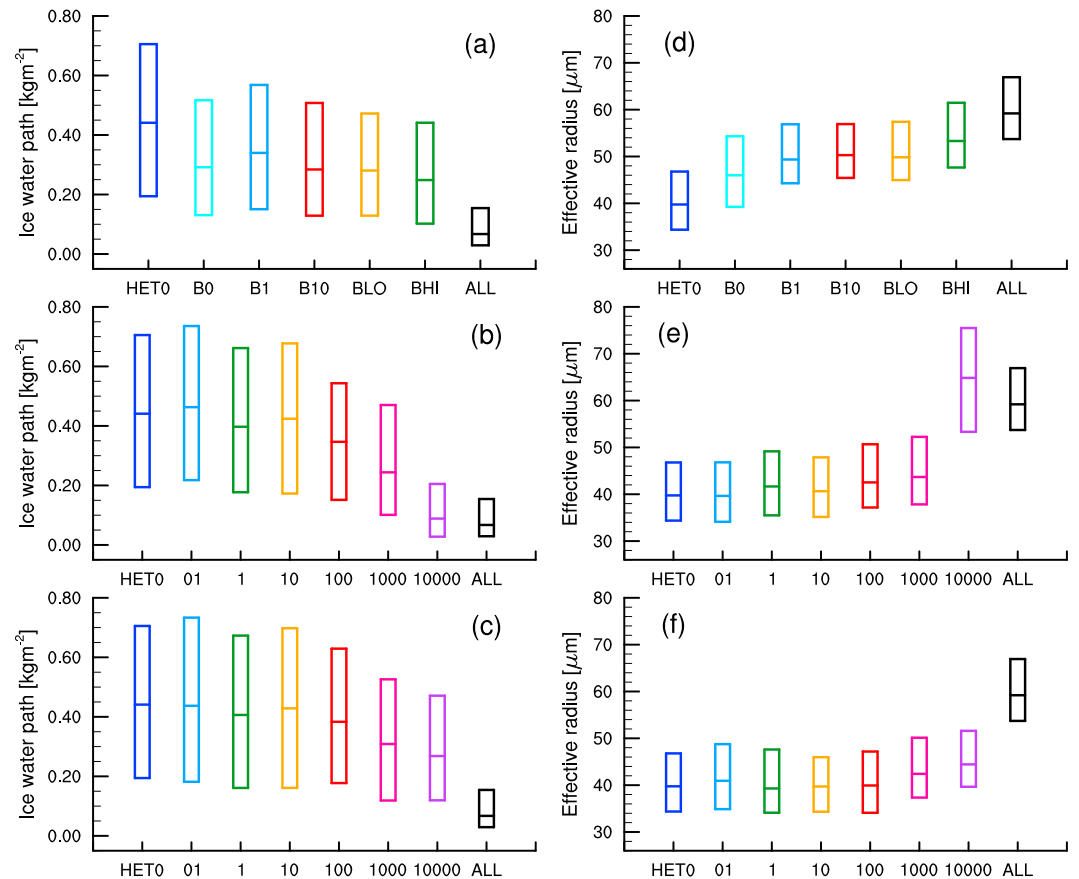 Ice water path [kgm-2]
0.80
0.60
0.40
0.20
0.00
(a)
HET0 B0 B1 B10 BLO BHI ALL
Effective radius [μm]
80
70
60
50
40
30
(d)
HET0 B0 B1 B10 BLO BHI ALL
Ice water path [kgm-2]
0.80
0.60
0.40
0.20
0.00
(b)
HET0 01 1 10 100 1000 10000 ALL
Effective radius [μm]
80
70
60
50
40
30
(e)
HET0 01 1 10 100 1000 10000 ALL
Ice water path [kgm-2]
0.80
0.60
0.40
0.20
0.00
(c)
HET0 01 1 10 100 1000 10000 ALL
Effective radius [μm]
80
70
60
50
40
30
(f)
HET0 01 1 10 100 1000 10000 ALL